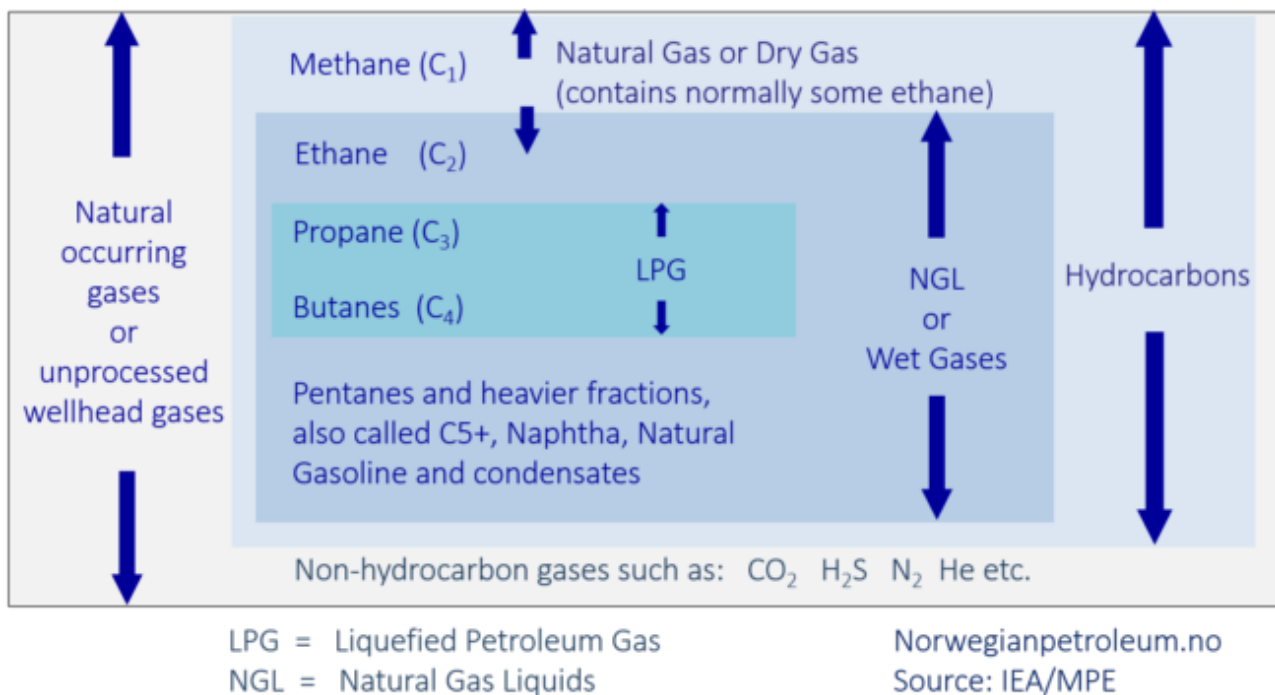 Methane (C₁)
Natural Gas or Dry Gas
(contains normally some ethane)
Ethane (C₂)
Propane (C₃)
LPG
Butanes (C₄)
Pentanes and heavier fractions,
also called C5+, Naphtha, Natural
Gasoline and condensates
Natural
occurring
gases
or
unprocessed
wellhead gases
NGL
or
Wet Gases
Hydrocarbons
Non-hydrocarbon gases such as: CO₂ H₂S N₂ He etc.
LPG = Liquefied Petroleum Gas
NGL = Natural Gas Liquids
Norwegianpetroleum.no
Source: IEA/MPE